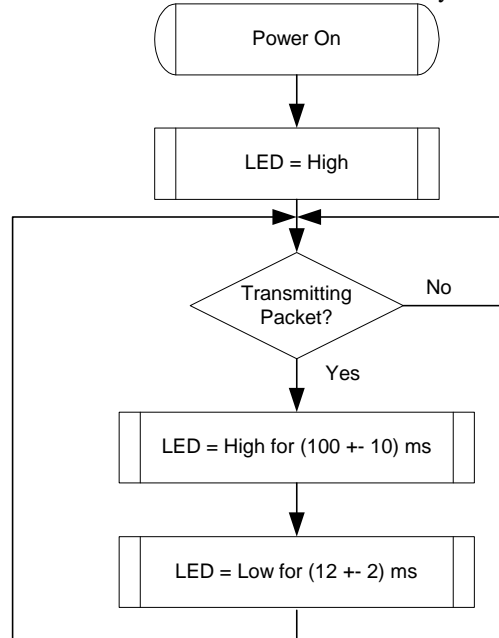 Power On
LED = High
Transmitting
Packet?
No
Yes
LED = High for (100 +- 10) ms
LED = Low for (12 +- 2) ms